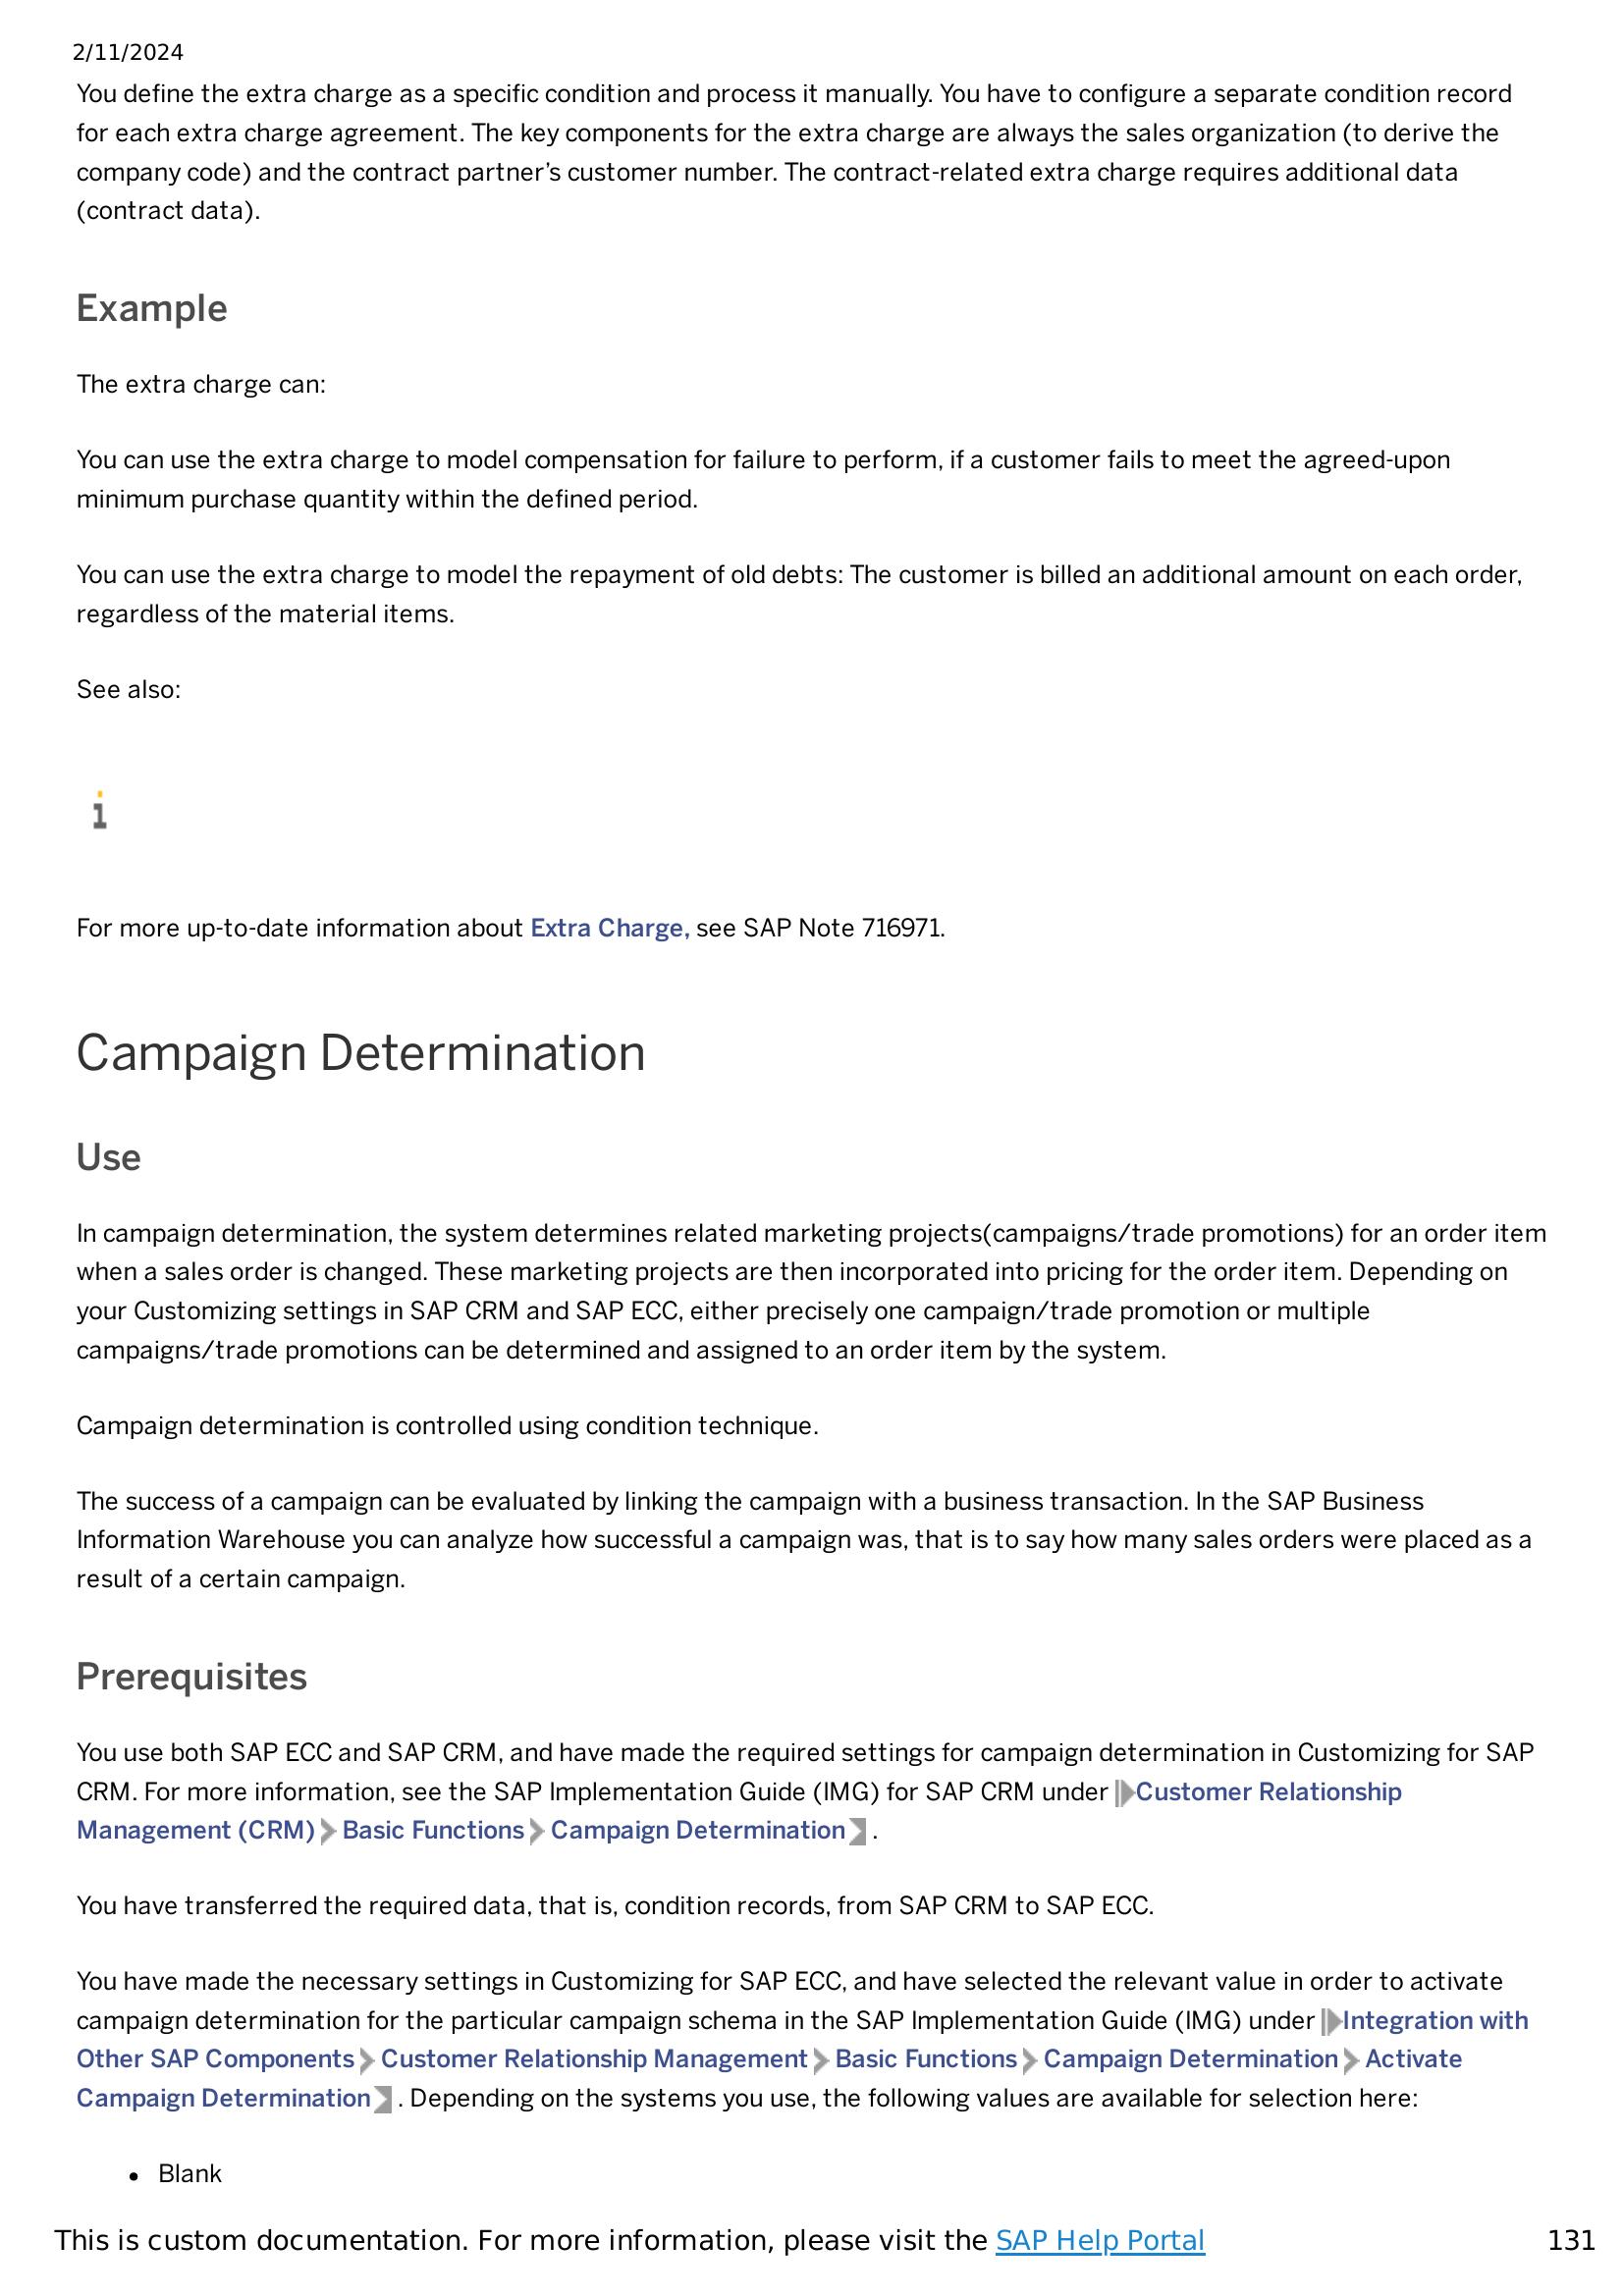 2/11/2024
You define the extra charge as a specific condition and process it manually. You have to configure a separate condition record
for each extra charge agreement. The key components for the extra charge are always the sales organization (to derive the
company code) and the contract partner’s customer number. The contract-related extra charge requires additional data
(contract data).
Example
The extra charge can:
You can use the extra charge to model compensation for failure to perform, if a customer fails to meet the agreed-upon
minimum purchase quantity within the defined period.
You can use the extra charge to model the repayment of old debts: The customer is billed an additional amount on each order,
regardless of the material items.
See also:
i
For more up-to-date information about Extra Charge, see SAP Note 716971.
Campaign Determination
Use
In campaign determination, the system determines related marketing projects(campaigns/trade promotions) for an order item
when a sales order is changed. These marketing projects are then incorporated into pricing for the order item. Depending on
your Customizing settings in SAP CRM and SAP ECC, either precisely one campaign/trade promotion or multiple
campaigns/trade promotions can be determined and assigned to an order item by the system.
Campaign determination is controlled using condition technique.
The success of a campaign can be evaluated by linking the campaign with a business transaction. In the SAP Business
Information Warehouse you can analyze how successful a campaign was, that is to say how many sales orders were placed as a
result of a certain campaign.
Prerequisites
You use both SAP ECC and SAP CRM, and have made the required settings for campaign determination in Customizing for SAP
CRM. For more information, see the SAP Implementation Guide (IMG) for SAP CRM under Customer Relationship
Management (CRM) Basic Functions Campaign Determination .
You have transferred the required data, that is, condition records, from SAP CRM to SAP ECC.
You have made the necessary settings in Customizing for SAP ECC, and have selected the relevant value in order to activate
campaign determination for the particular campaign schema in the SAP Implementation Guide (IMG) under Integration with
Other SAP Components Customer Relationship Management Basic Functions Campaign Determination Activate
Campaign Determination . Depending on the systems you use, the following values are available for selection here:
• Blank
This is custom documentation. For more information, please visit the SAP Help Portal 131